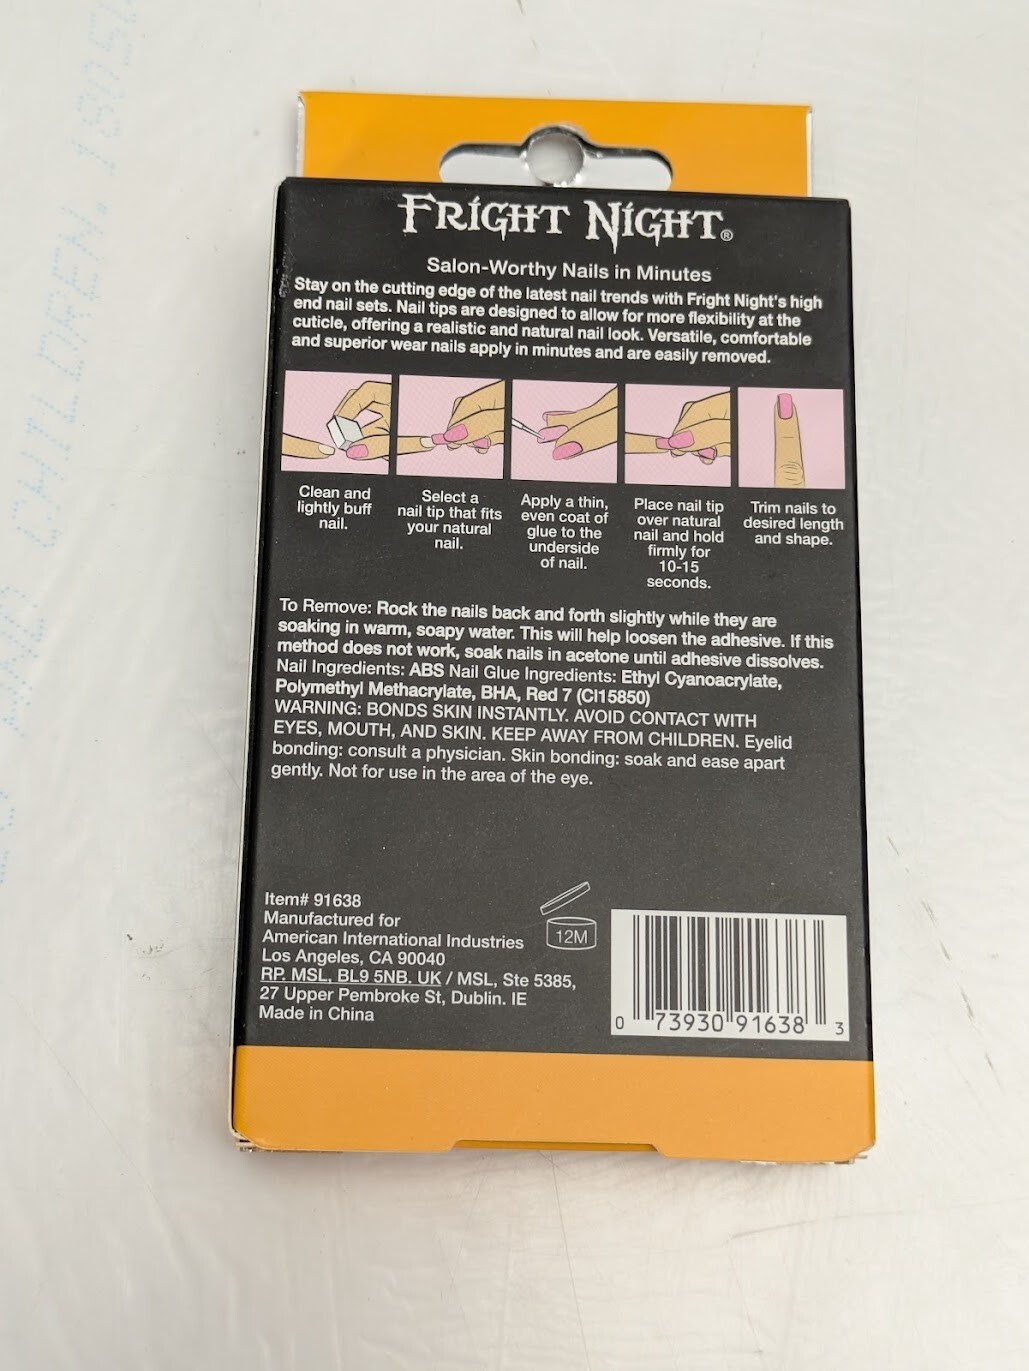 FRIGHT NIGHT®
Salon-Worthy Nails in Minutes
Stay on the cutting edge of the latest nail trends with Fright Night's high
end nail sets. Nail tips are designed to allow for more flexibility at the
cuticle, offering a realistic and natural nail look. Versatile, comfortable
and superior wear nails apply in minutes and are easily removed.
Clean and
lightly buff
nail.
Select a
nail tip that fits
your natural
nail.
Apply a thin,
even coat of
glue to the
underside
of nail.
Place nail tip
over natural
nail and hold
firmly for
10-15
seconds.
Trim nails to
desired length
and shape.
To Remove: Rock the nails back and forth slightly while they are
soaking in warm, soapy water. This will help loosen the adhesive. If this
method does not work, soak nails in acetone until adhesive dissolves.
Nail Ingredients: ABS Nail Glue Ingredients: Ethyl Cyanoacrylate,
Polymethyl Methacrylate, BHA, Red 7 (CI15850)
WARNING: BONDS SKIN INSTANTLY. AVOID CONTACT WITH
EYES, MOUTH, AND SKIN. KEEP AWAY FROM CHILDREN. Eyelid
bonding: consult a physician. Skin bonding: soak and ease apart
gently. Not for use in the area of the eye.
Item# 91638
Manufactured for
American International Industries
Los Angeles, CA 90040
RP. MSL, BL9 5NB. UK / MSL, Ste 5385,
27 Upper Pembroke St, Dublin. IE
Made in China
12M
0 73930 91638 3
CHILDREN.